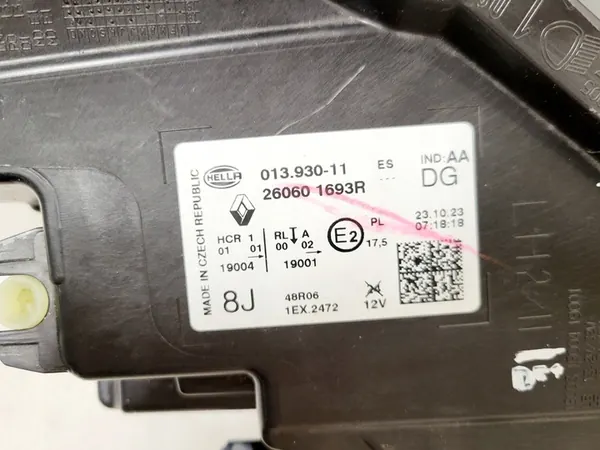 MADE IN CZECH REPUBLIC
HELLA
013.930-11
ES
IND:AA
26060 1693R
---
DG
HCR 1
01 01
19004
RL A
00 02
19001
E2
PL
17,5
23.10.23
07:18:18
8J
48R06
1EX.2472
12V